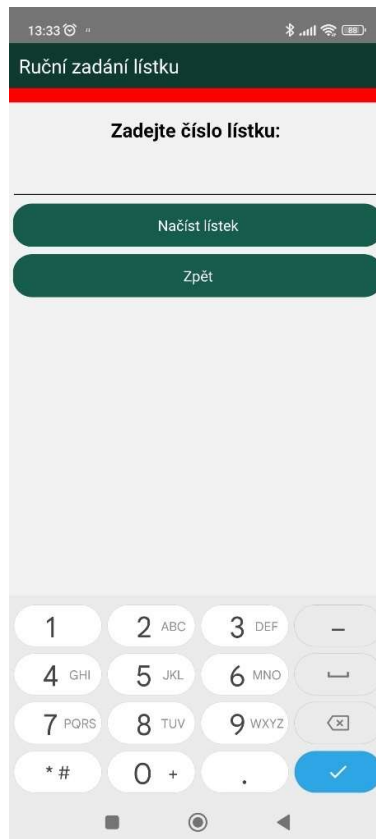 13:33
88
Ruční zadání lístku
Zadejte číslo lístku:
Načíst lístek
Zpět
1 2 ABC 3 DEF –
4 GHI 5 JKL 6 MNO
7 PQRS 8 TUV 9 WXYZ
* # 0 + .